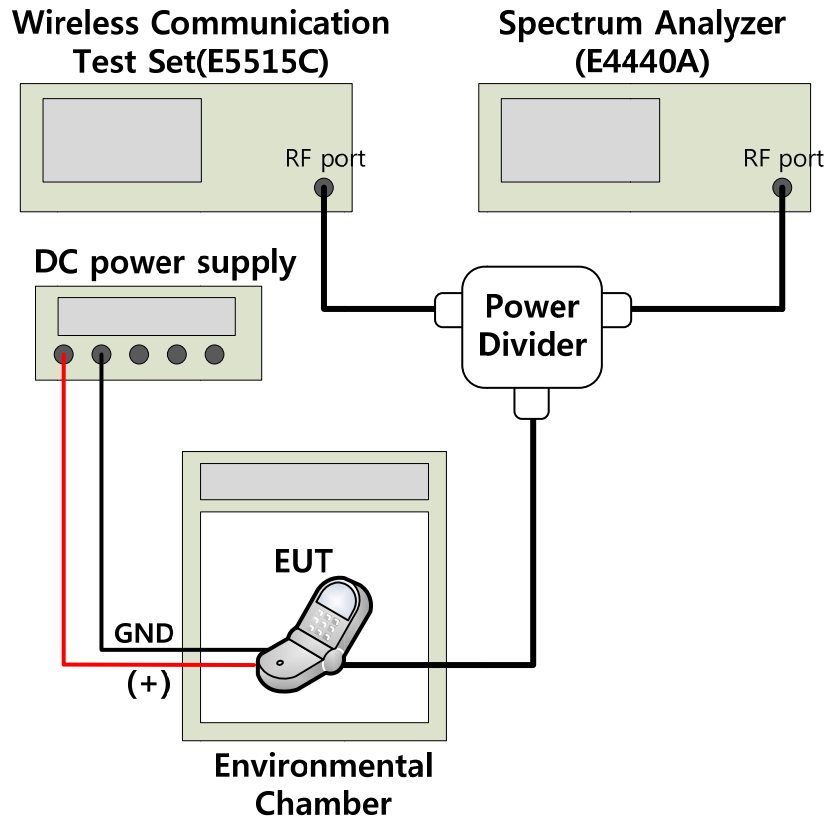 Wireless Communication
Test Set(E5515C)
Spectrum Analyzer
(E4440A)
RF port
RF port
DC power supply
Power
Divider
EUT
GND
(+)
Environmental
Chamber